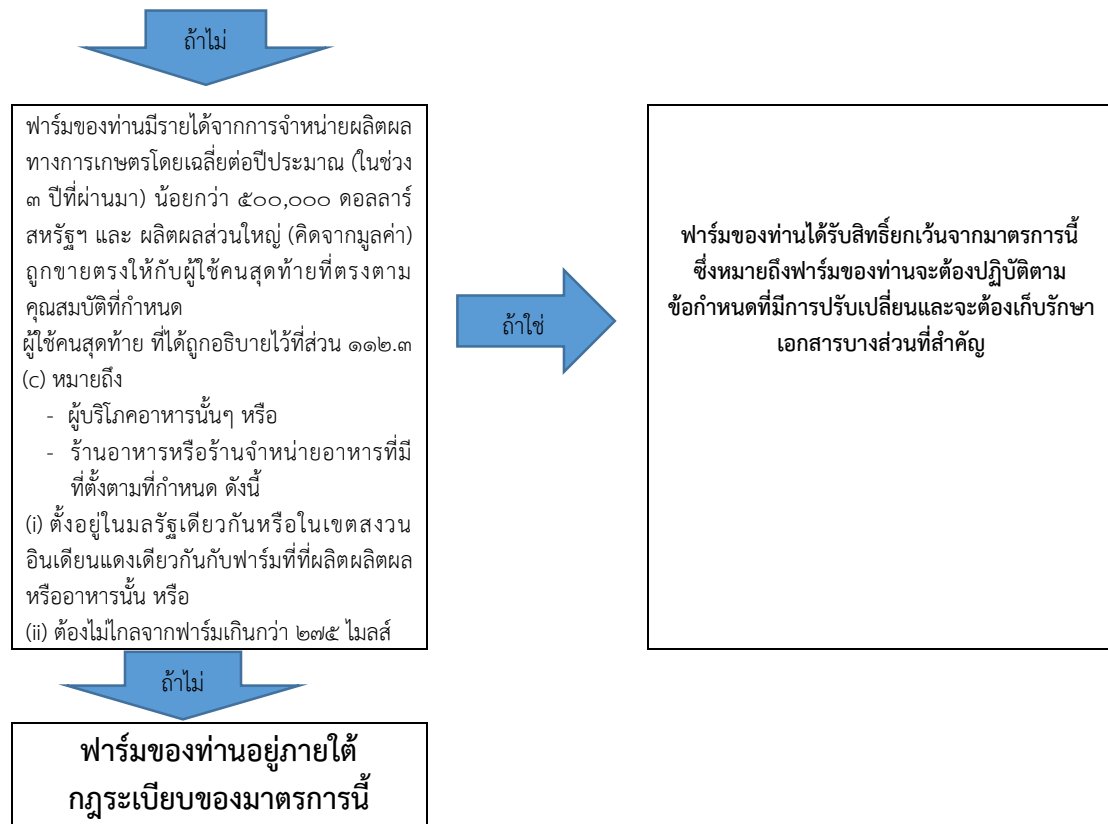 ถ้าไม่
ฟาร์มของท่านมีรายได้จากการจำหน่ายผลิตผล
ทางการเกษตรโดยเฉลี่ยต่อปีประมาณ (ในช่วง
๓ ปีที่ผ่านมา) น้อยกว่า ๕๐๐,๐๐๐ ดอลลาร์
สหรัฐฯ และ ผลิตผลส่วนใหญ่ (คิดจากมูลค่า)
ถูกขายตรงให้กับผู้ใช้คนสุดท้ายที่ตรงตาม
คุณสมบัติที่กำหนด
ผู้ใช้คนสุดท้าย ที่ได้ถูกอธิบายไว้ที่ส่วน ๑๑๒.๓
(c) หมายถึง
- ผู้บริโภคอาหารนั้นๆ หรือ
- ร้านอาหารหรือร้านจำหน่ายอาหารที่มี
ที่ตั้งตามที่กำหนด ดังนี้
(i) ตั้งอยู่ในมลรัฐเดียวกันหรือในเขตสงวน
อินเดียนแดงเดียวกันกับฟาร์มที่ที่ผลิตผลิตผล
หรืออาหารนั้น หรือ
(ii) ต้องไม่ไกลจากฟาร์มเกินกว่า ๒๗๕ ไมลส์
ถ้าใช่
ฟาร์มของท่านได้รับสิทธิ์ยกเว้นจากมาตรการนี้
ซึ่งหมายถึงฟาร์มของท่านจะต้องปฏิบัติตาม
ข้อกำหนดที่มีการปรับเปลี่ยนและจะต้องเก็บรักษา
เอกสารบางส่วนที่สำคัญ
ถ้าไม่
ฟาร์มของท่านอยู่ภายใต้
กฎระเบียบของมาตรการนี้